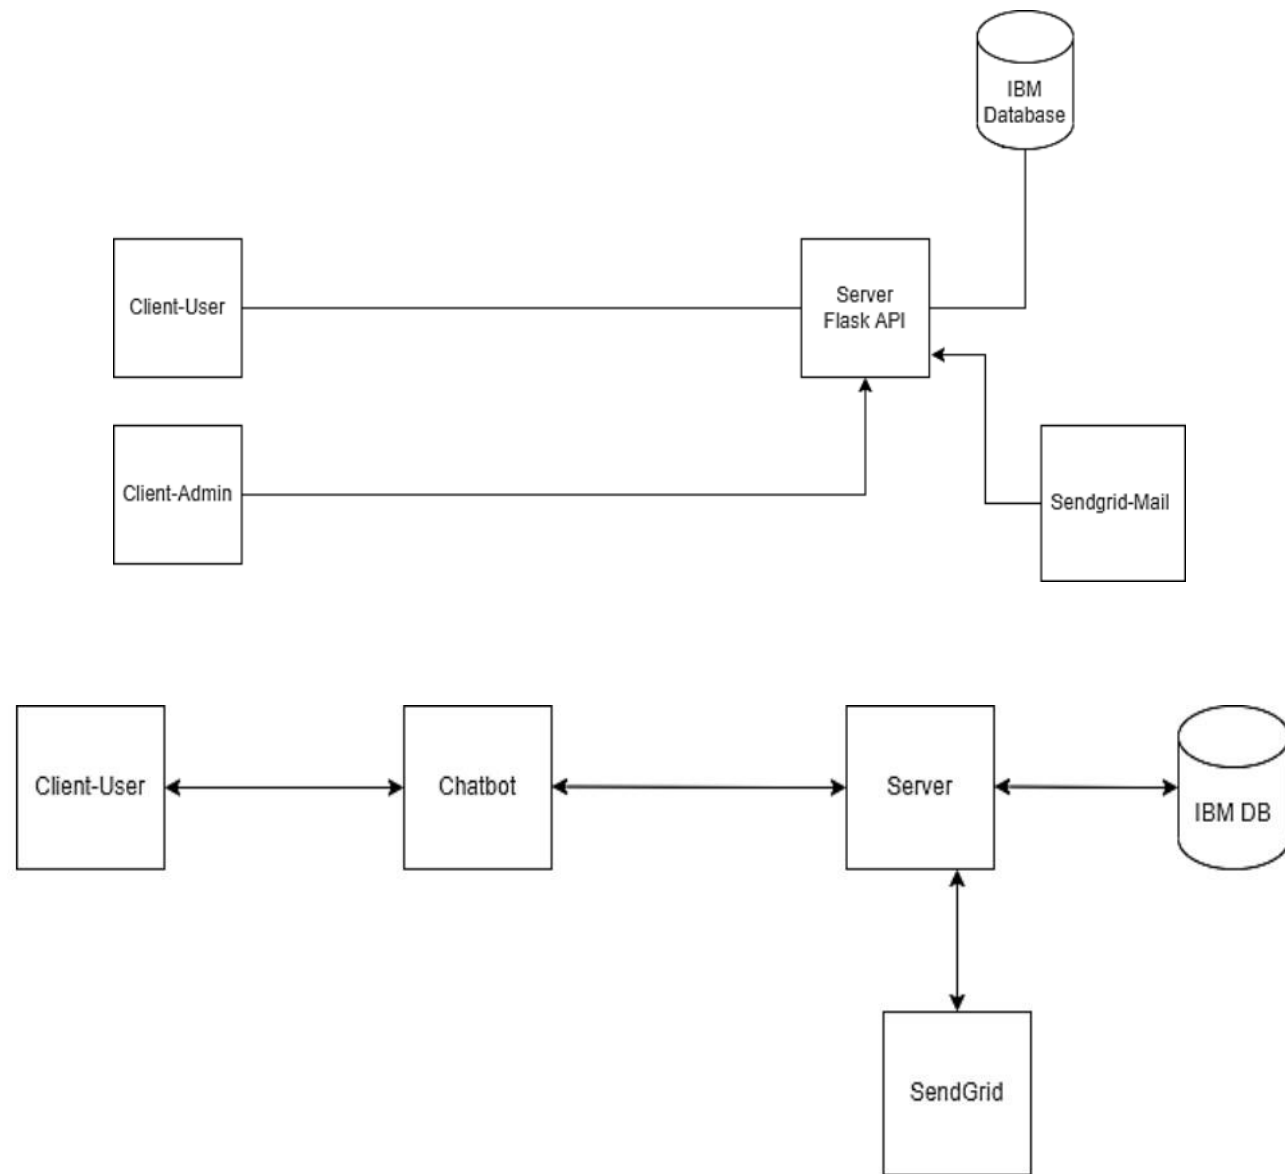 IBM
Database
Client-User
Server
Flask API
Client-Admin
Sendgrid-Mail
Client-User
Chatbot
Server
IBM DB
SendGrid